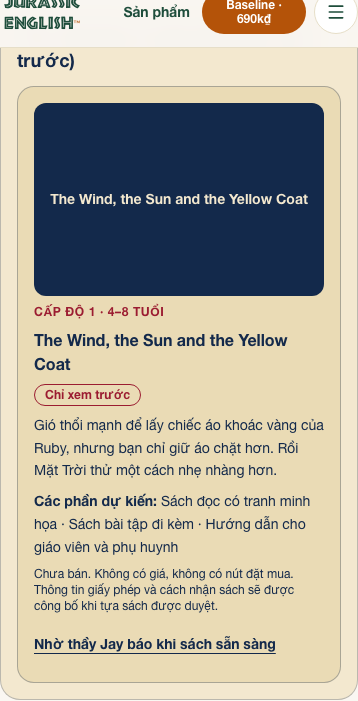 JURASSIC
ENGLISH™
Sản phẩm
Baseline ·
690k₫
trước)
The Wind, the Sun and the Yellow Coat
CẤP ĐỘ 1 · 4–8 TUỔI
The Wind, the Sun and the Yellow
Coat
Chỉ xem trước
Gió thổi mạnh để lấy chiếc áo khoác vàng của
Ruby, nhưng bạn chỉ giữ áo chặt hơn. Rồi
Mặt Trời thử một cách nhẹ nhàng hơn.
Các phần dự kiến: Sách đọc có tranh minh
họa · Sách bài tập đi kèm · Hướng dẫn cho
giáo viên và phụ huynh
Chưa bán. Không có giá, không có nút đặt mua.
Thông tin giấy phép và cách nhận sách sẽ được
công bố khi tựa sách được duyệt.
Nhờ thầy Jay báo khi sách sẵn sàng